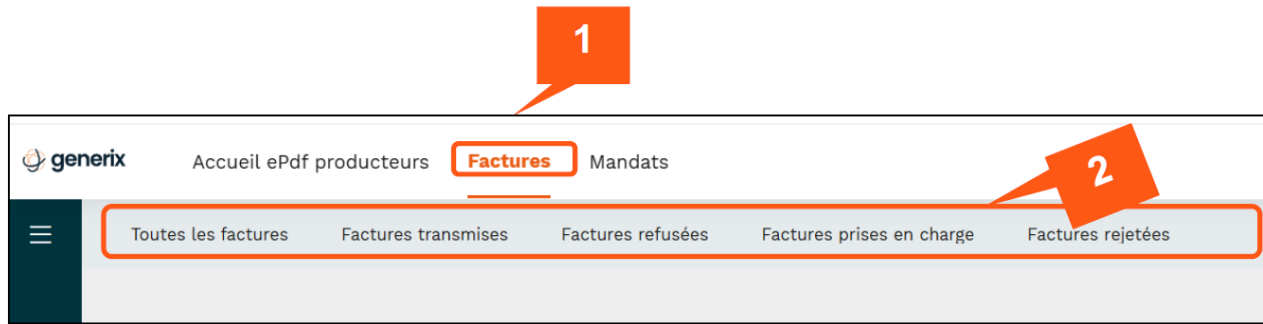 1
generix Accueil ePdf producteurs Factures Mandats
2
Toutes les factures Factures transmises Factures refusées Factures prises en charge Factures rejetées